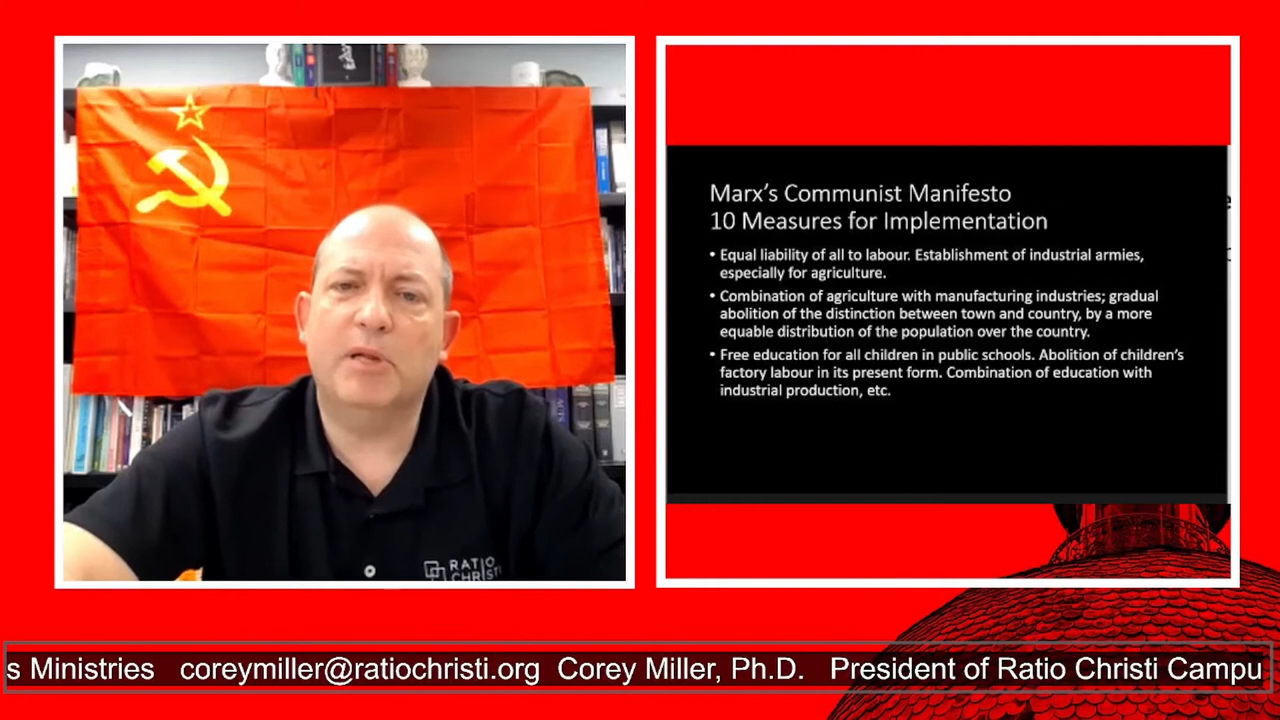 RATIO
CHRISTI
Marx's Communist Manifesto
10 Measures for Implementation
• Equal liability of all to labour. Establishment of industrial armies,
especially for agriculture.
• Combination of agriculture with manufacturing industries; gradual
abolition of the distinction between town and country, by a more
equable distribution of the population over the country.
• Free education for all children in public schools. Abolition of children's
factory labour in its present form. Combination of education with
industrial production, etc.
s Ministries coreymiller@ratiochristi.org Corey Miller, Ph.D. President of Ratio Christi Campu